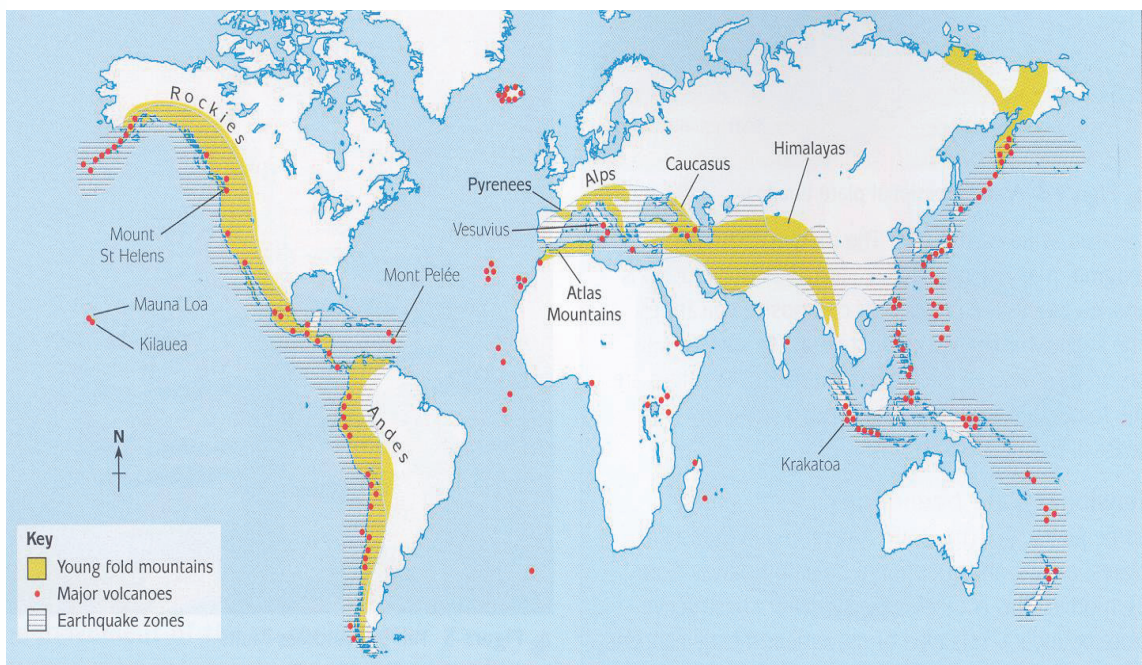 Rockies
Himalayas
Caucasus
Alps
Pyrenees
Vesuvius
Mount
St Helens
Mont Pelée
Mauna Loa
Atlas
Mountains
Kilauea
Andes
N
Krakatoa
Key
Young fold mountains
Major volcanoes
Earthquake zones